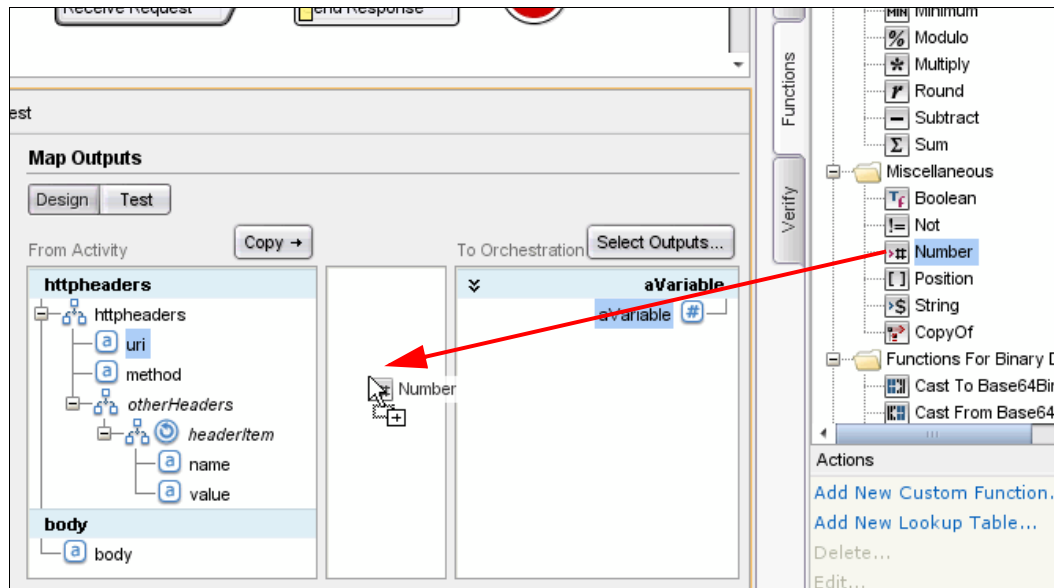 Receive Request
end Response
est
Map Outputs
Design
Test
From Activity
Copy →
To Orchestration
Select Outputs...
httpheaders
httpheaders
a uri
a method
otherHeaders
headerItem
a name
a value
body
a body
Number
aVariable
aVariable #
Functions
Verify
MIN Minimum
% Modulo
* Multiply
r Round
− Subtract
Σ Sum
Miscellaneous
TF Boolean
!= Not
># Number
[ ] Position
>$ String
CopyOf
Functions For Binary D
Cast To Base64Bin
Cast From Base64
Actions
Add New Custom Function.
Add New Lookup Table...
Delete...
Edit...